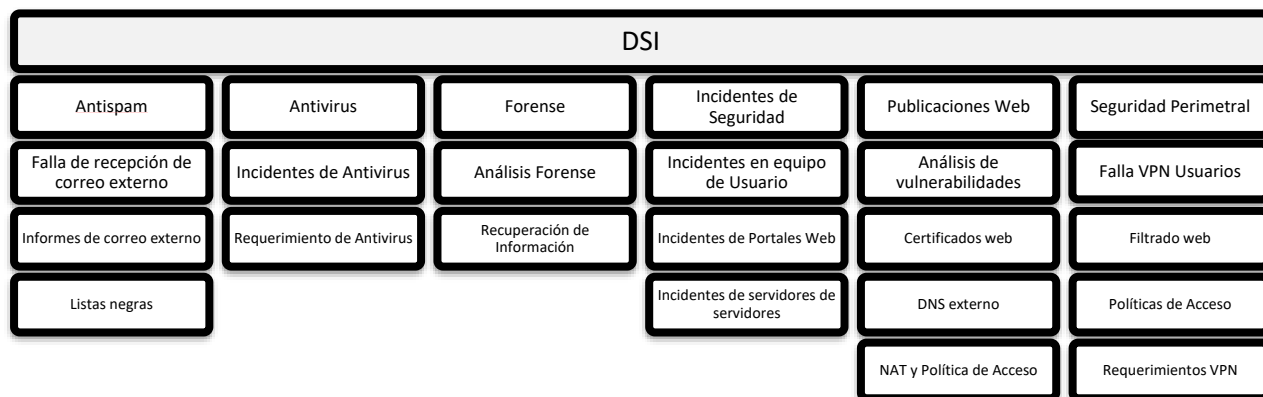 DSI
Antispam
Falla de recepción de
correo externo
Informes de correo externo
Listas negras
Antivirus
Incidentes de Antivirus
Requerimiento de Antivirus
Forense
Análisis Forense
Recuperación de
Información
Incidentes de
Seguridad
Incidentes en equipo
de Usuario
Incidentes de Portales Web
Incidentes de servidores de
servidores
Publicaciones Web
Análisis de
vulnerabilidades
Certificados web
DNS externo
NAT y Política de Acceso
Seguridad Perimetral
Falla VPN Usuarios
Filtrado web
Políticas de Acceso
Requerimientos VPN